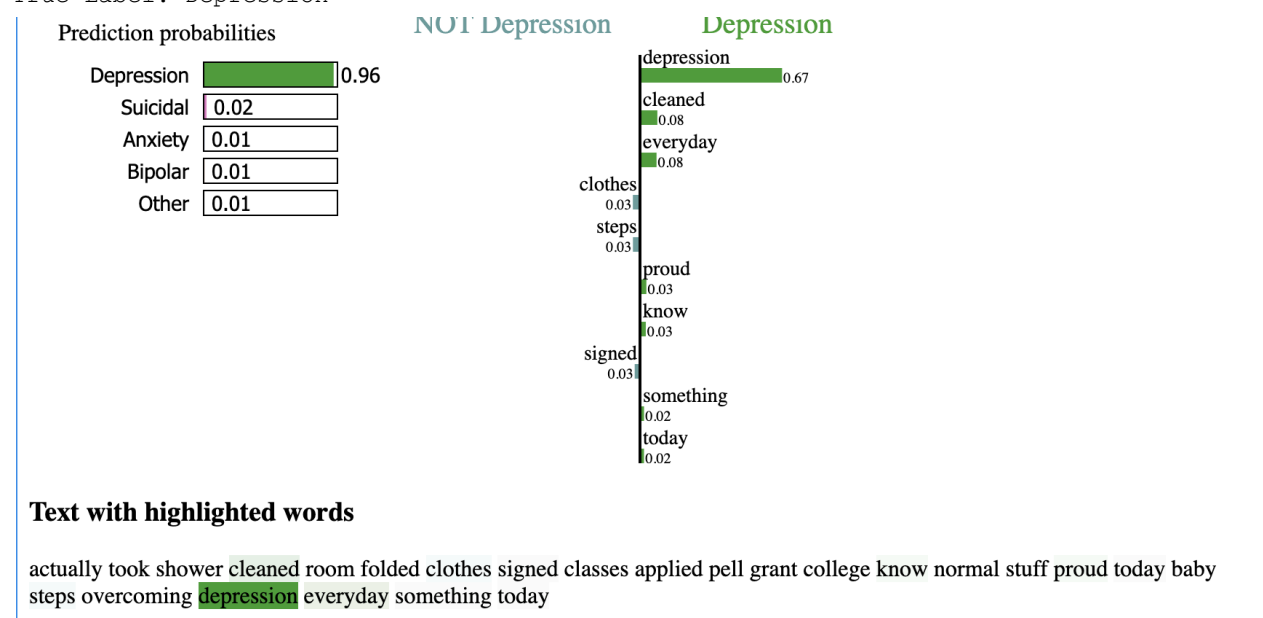 True Label: Depression
Prediction probabilities
Depression 0.96
Suicidal 0.02
Anxiety 0.01
Bipolar 0.01
Other 0.01
NOT Depression Depression
depression
0.67
cleaned
0.08
everyday
0.08
clothes
0.03
steps
0.03
proud
0.03
know
0.03
signed
0.03
something
0.02
today
0.02
Text with highlighted words
actually took shower cleaned room folded clothes signed classes applied pell grant college know normal stuff proud today baby
steps overcoming depression everyday something today